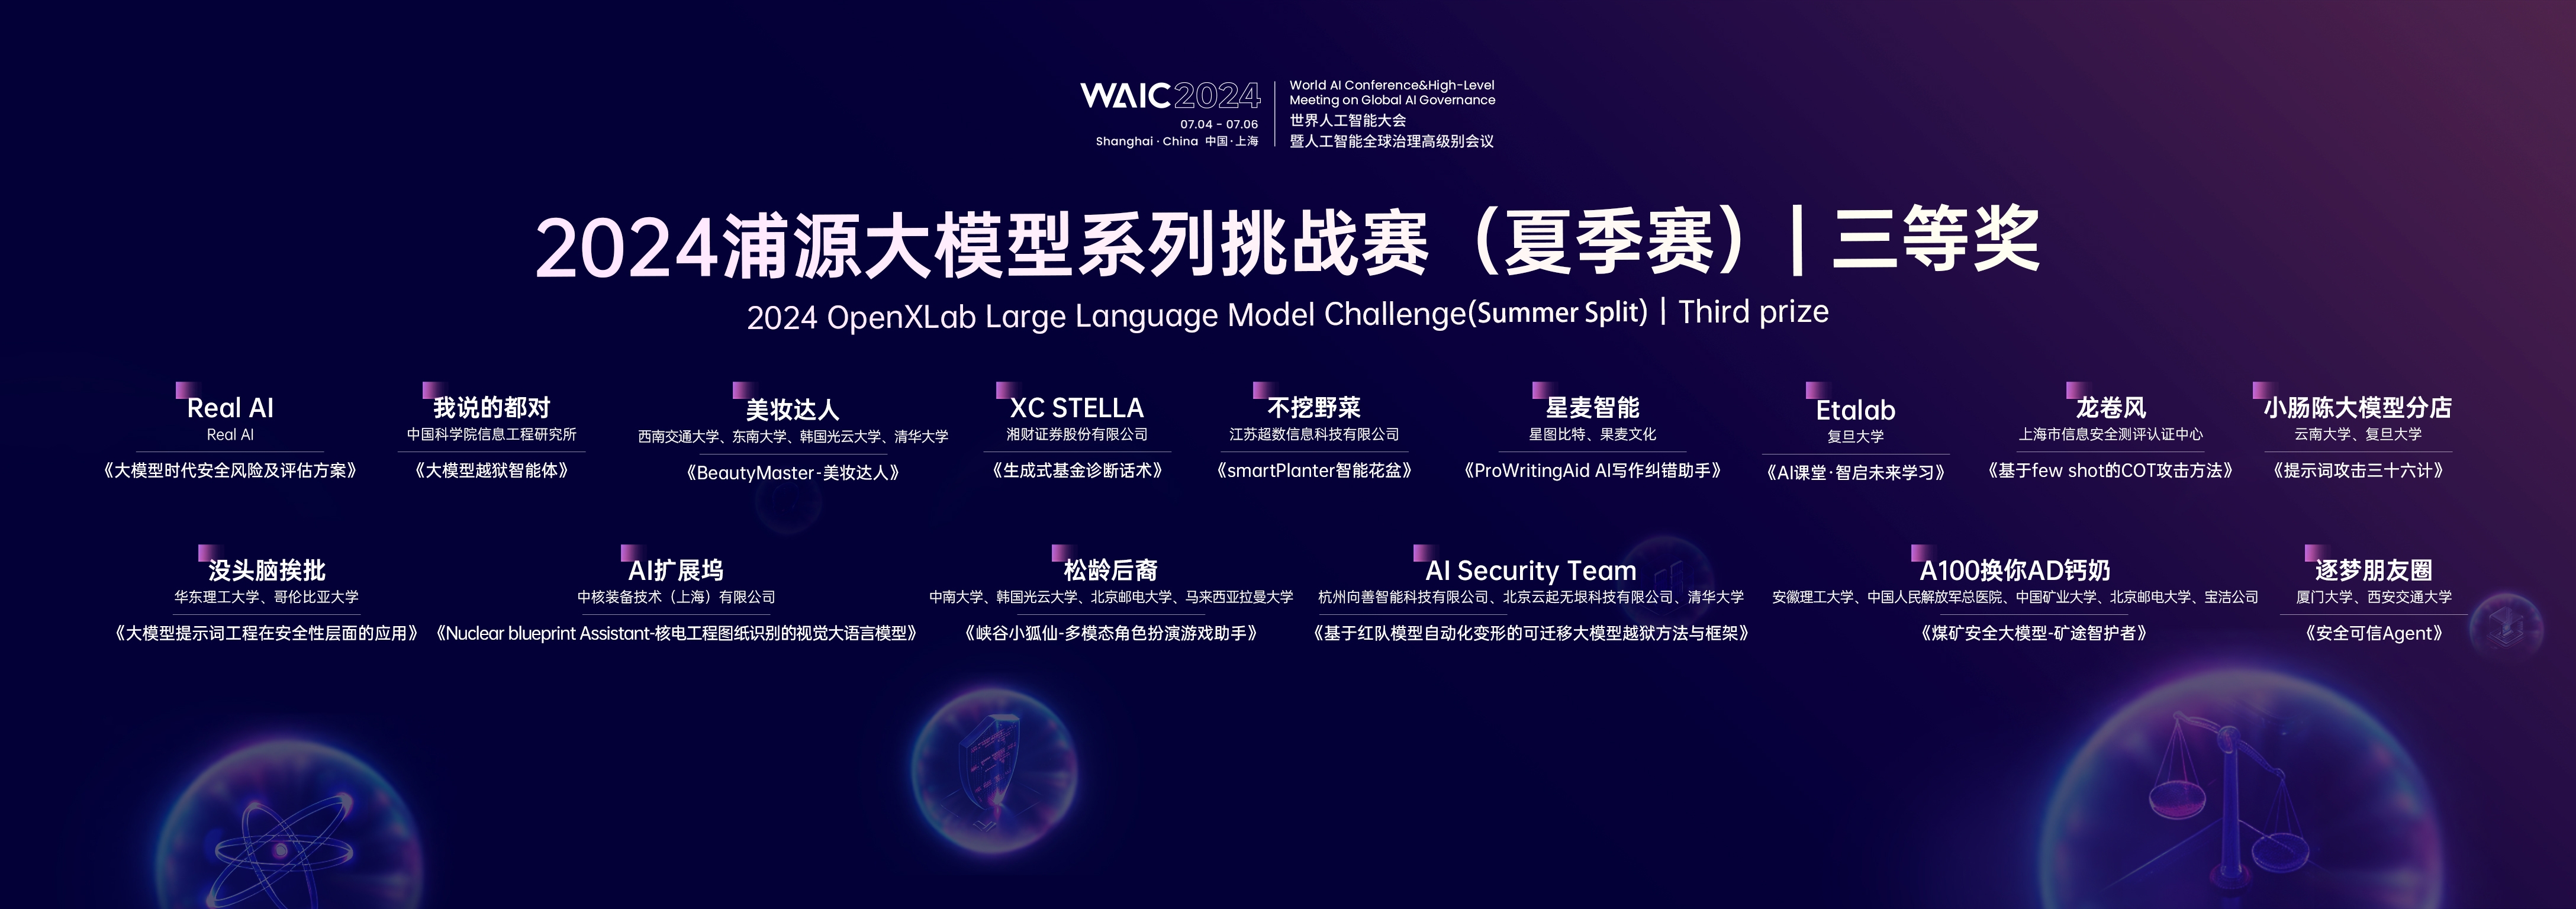 WAIC 2024
07.04 - 07.06
Shanghai · China 中国·上海
World AI Conference&High-Level
Meeting on Global AI Governance
世界人工智能大会
暨人工智能全球治理高级别会议
2024浦源大模型系列挑战赛（夏季赛）| 三等奖
2024 OpenXLab Large Language Model Challenge(Summer Split) | Third prize
Real AI
Real AI
《大模型时代安全风险及评估方案》
我说的都对
中国科学院信息工程研究所
《大模型越狱智能体》
美妆达人
西南交通大学、东南大学、韩国光云大学、清华大学
《BeautyMaster-美妆达人》
XC STELLA
湘财证券股份有限公司
《生成式基金诊断话术》
不挖野菜
江苏超数信息科技有限公司
《smartPlanter智能花盆》
星麦智能
星图比特、果麦文化
《ProWritingAid AI写作纠错助手》
Etalab
复旦大学
《AI课堂·智启未来学习》
龙卷风
上海市信息安全测评认证中心
《基于few shot的COT攻击方法》
小肠陈大模型分店
云南大学、复旦大学
《提示词攻击三十六计》
没头脑挨批
华东理工大学、哥伦比亚大学
《大模型提示词工程在安全性层面的应用》
AI扩展坞
中核装备技术（上海）有限公司
《Nuclear blueprint Assistant-核电工程图纸识别的视觉大语言模型》
松龄后裔
中南大学、韩国光云大学、北京邮电大学、马来西亚拉曼大学
《峡谷小狐仙-多模态角色扮演游戏助手》
AI Security Team
杭州向善智能科技有限公司、北京云起无垠科技有限公司、清华大学
《基于红队模型自动化变形的可迁移大模型越狱方法与框架》
A100换你AD钙奶
安徽理工大学、中国人民解放军总医院、中国矿业大学、北京邮电大学、宝洁公司
《煤矿安全大模型-矿途智护者》
逐梦朋友圈
厦门大学、西安交通大学
《安全可信Agent》